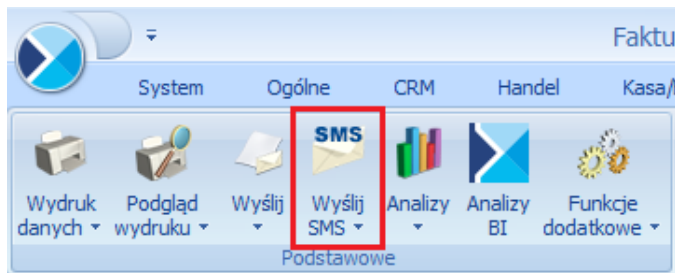 Faktu
System Ogólne CRM Handel Kasa/
SMS
Wydruk danych
Podgląd wydruku
Wyślij
Wyślij SMS
Analizy
Analizy BI
Funkcje dodatkowe
Podstawowe